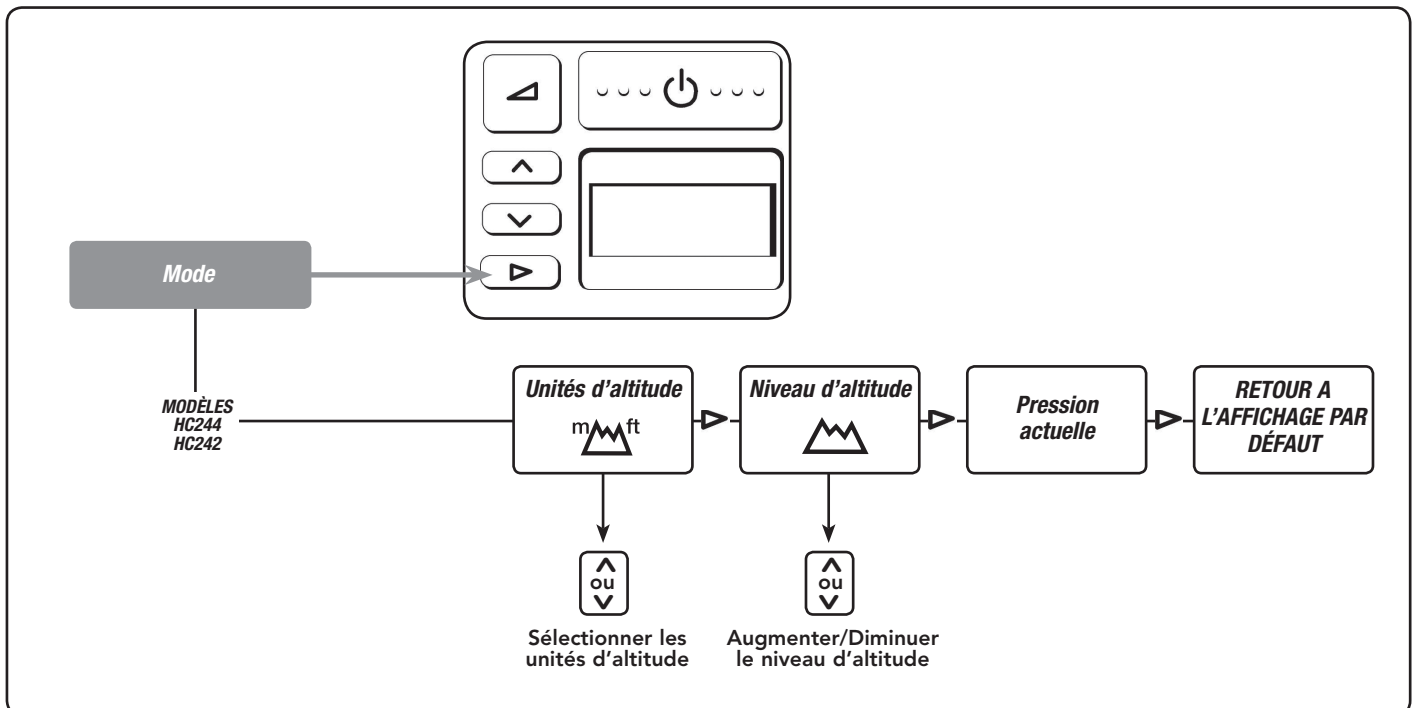 Mode
MODÈLES
HC244
HC242
Unités d'altitude
m ft
Niveau d'altitude
Pression
actuelle
RETOUR A
L'AFFICHAGE PAR
DÉFAUT
ou
ou
Sélectionner les
unités d'altitude
Augmenter/Diminuer
le niveau d'altitude